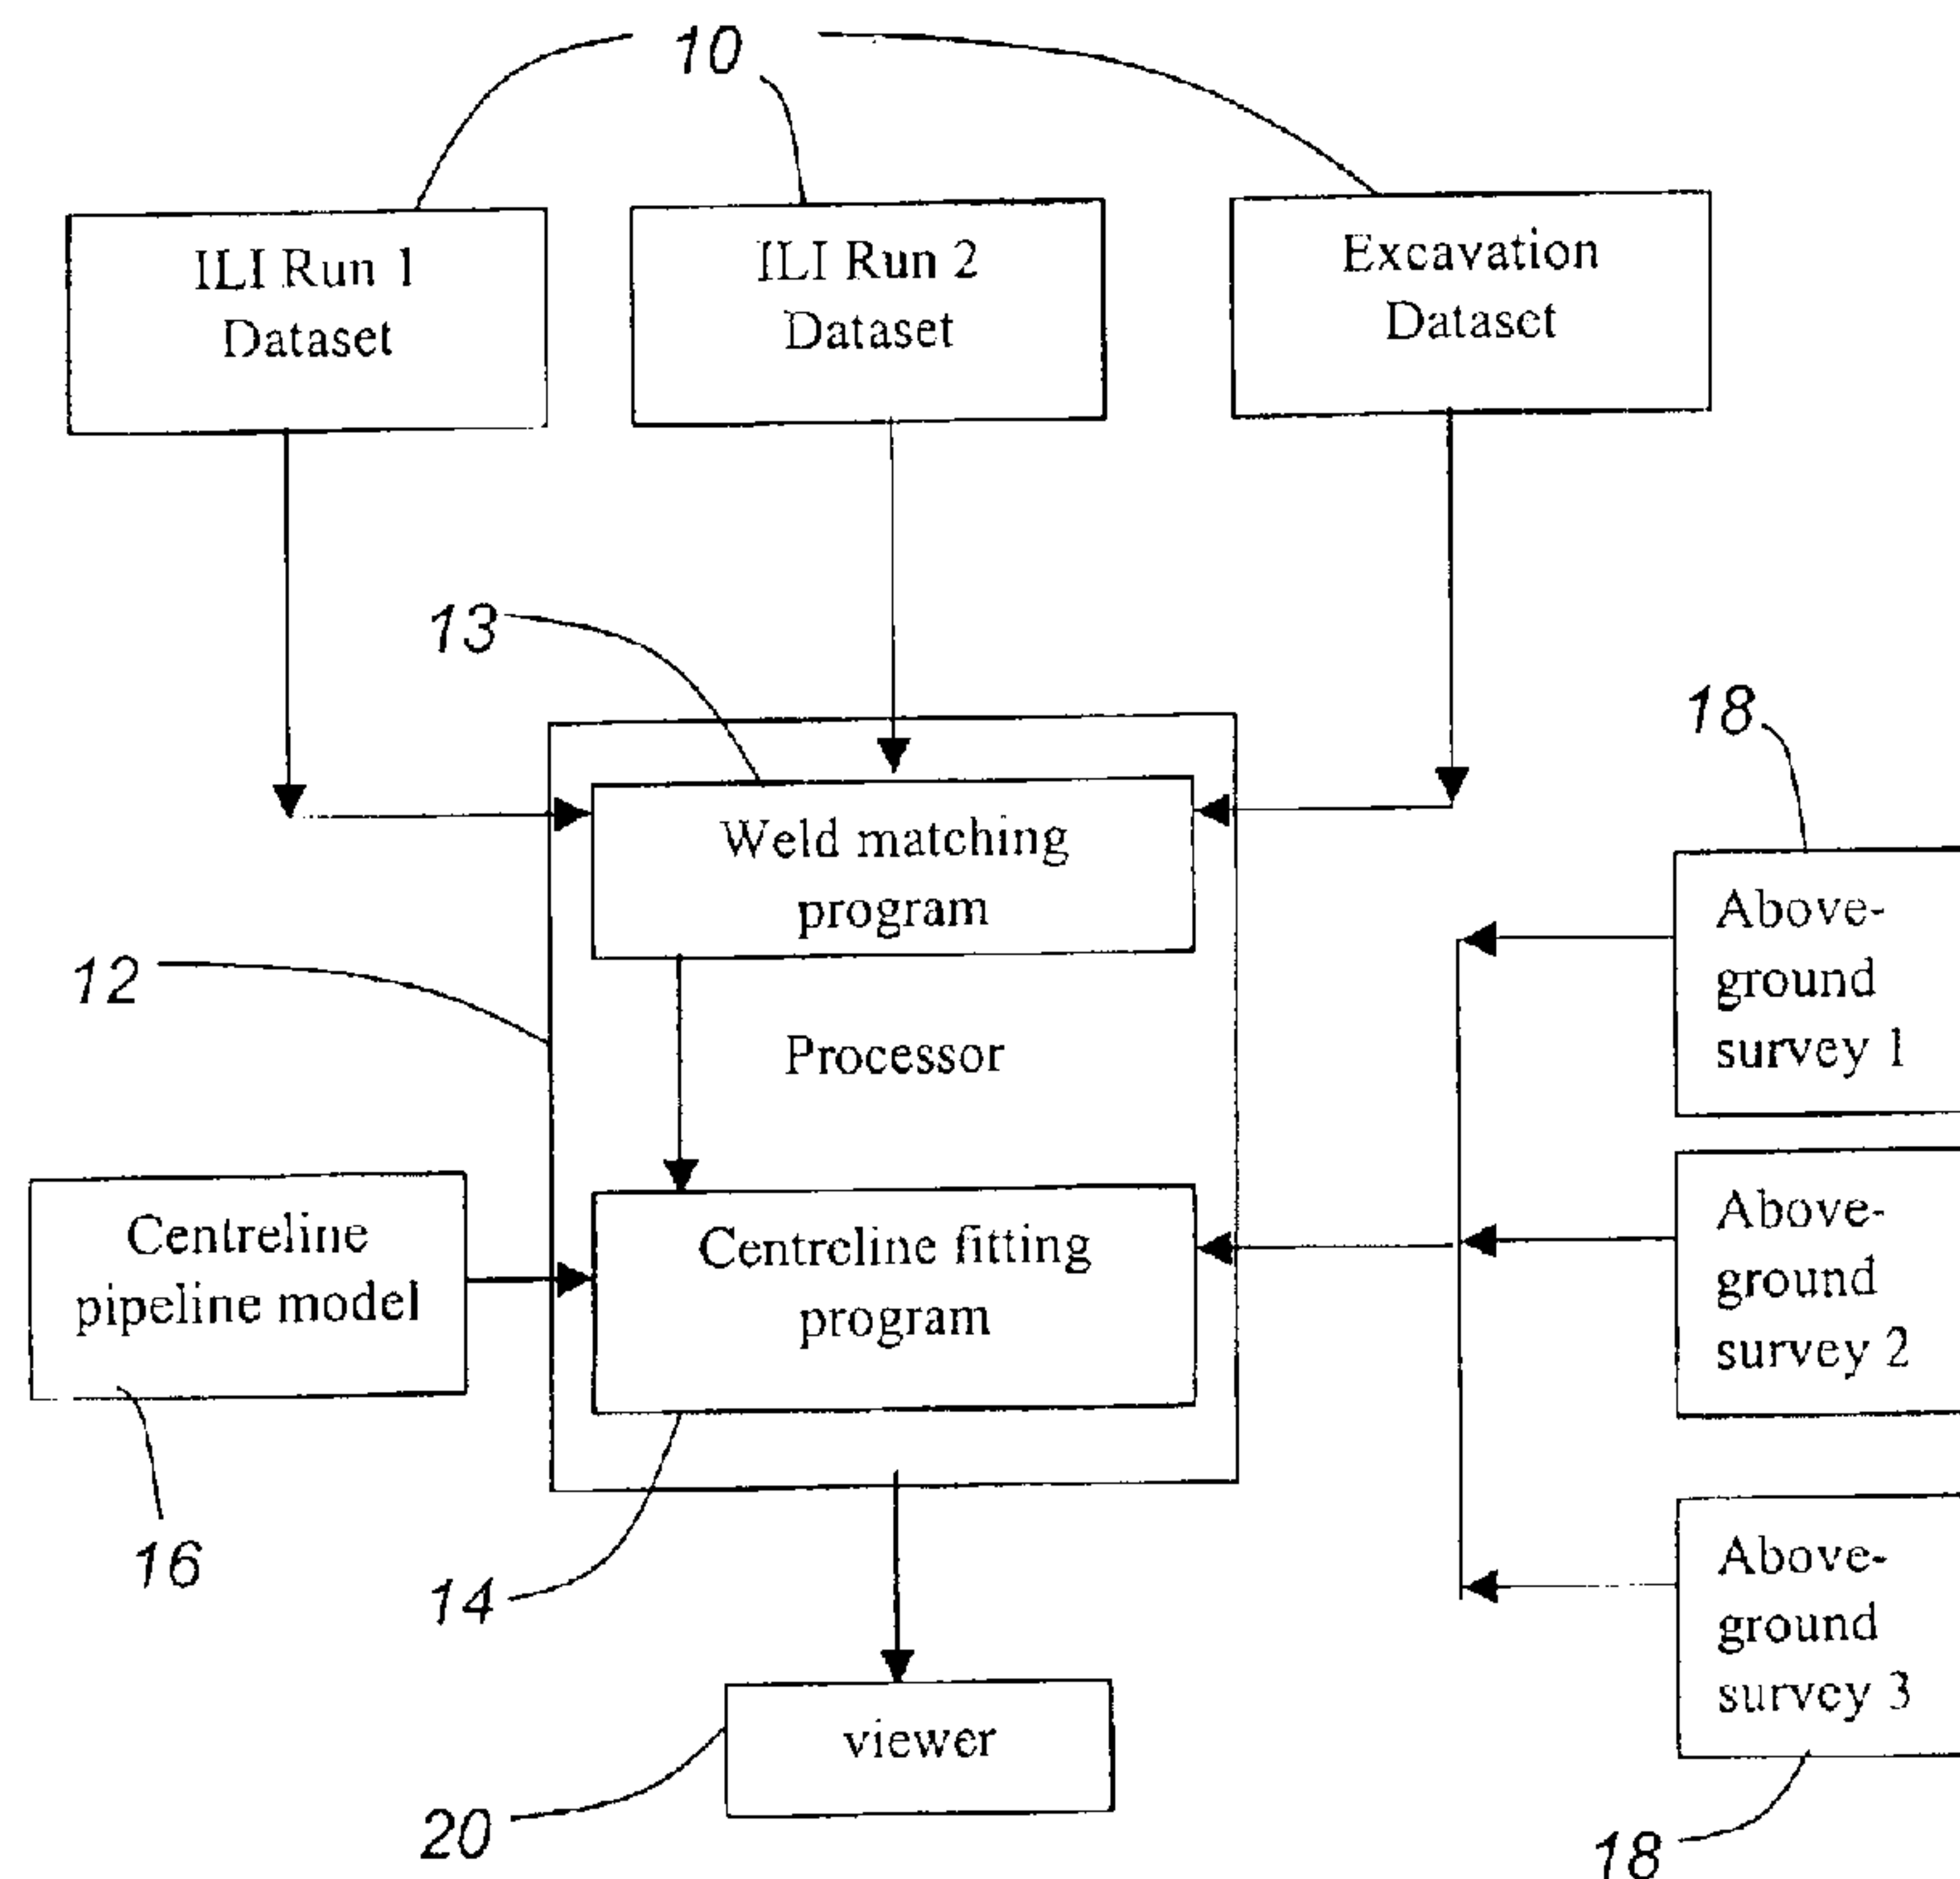 10
ILI Run 1
Dataset
ILI Run 2
Dataset
Excavation
Dataset
13
18
Weld matching
program
Above-
ground
survey 1
12
Processor
Centreline
pipeline model
Centreline fitting
program
Above-
ground
survey 2
16
14
Above-
ground
survey 3
viewer
20
18